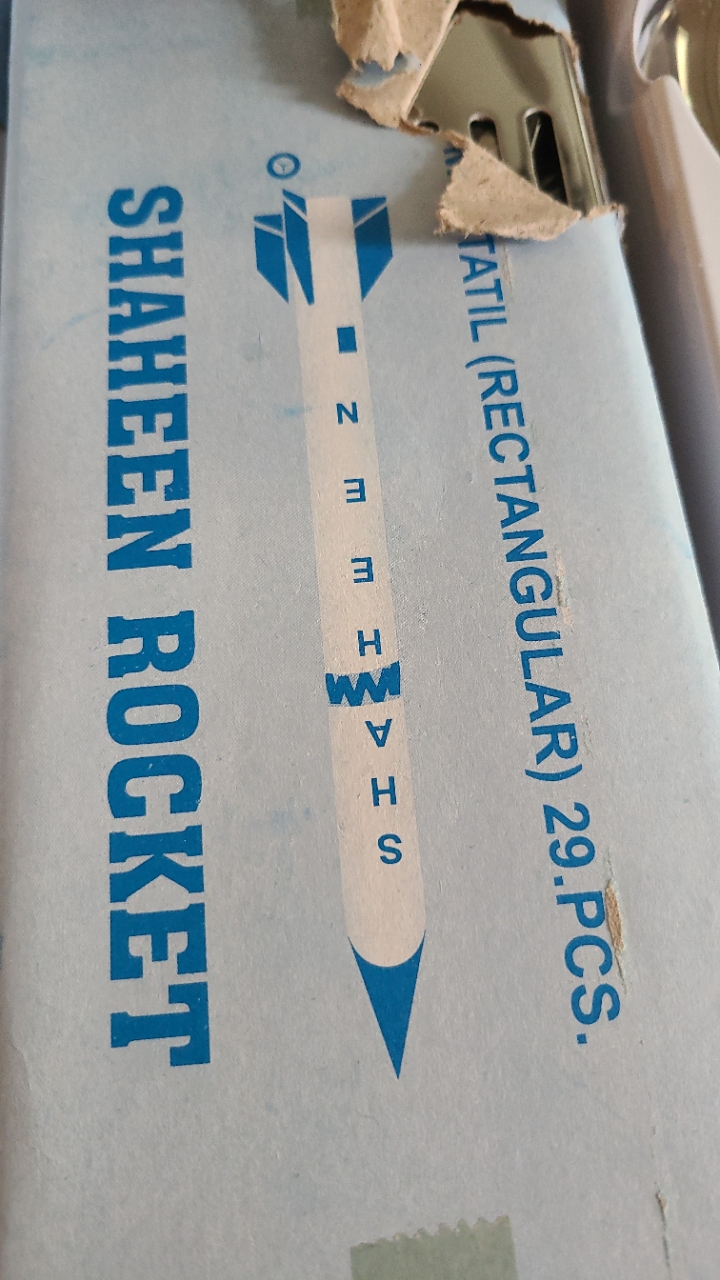 TATIL (RECTANGULAR) 29.PCS.
SHAHEEN
SHAHEEN ROCKET